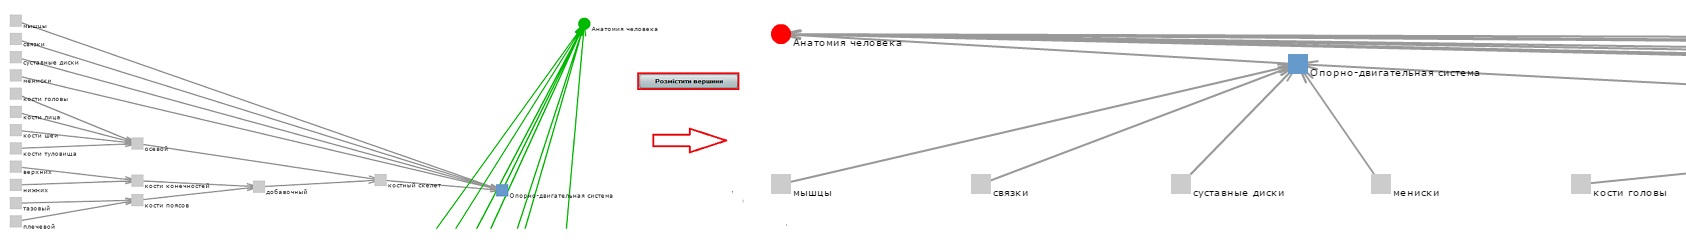 мышцы
связки
суставные диски
мениски
кости головы
кости лица
кости шеи
кости туловища
верхних
нижних
тазовый
плечевой
осевой
кости конечностей
кости поясов
добавочный
костный скелет
Опорно-двигательная система
Анатомия человека
Розмістити вершини
Анатомия человека
Опорно-двигательная система
мышцы
связки
суставные диски
мениски
кости головы